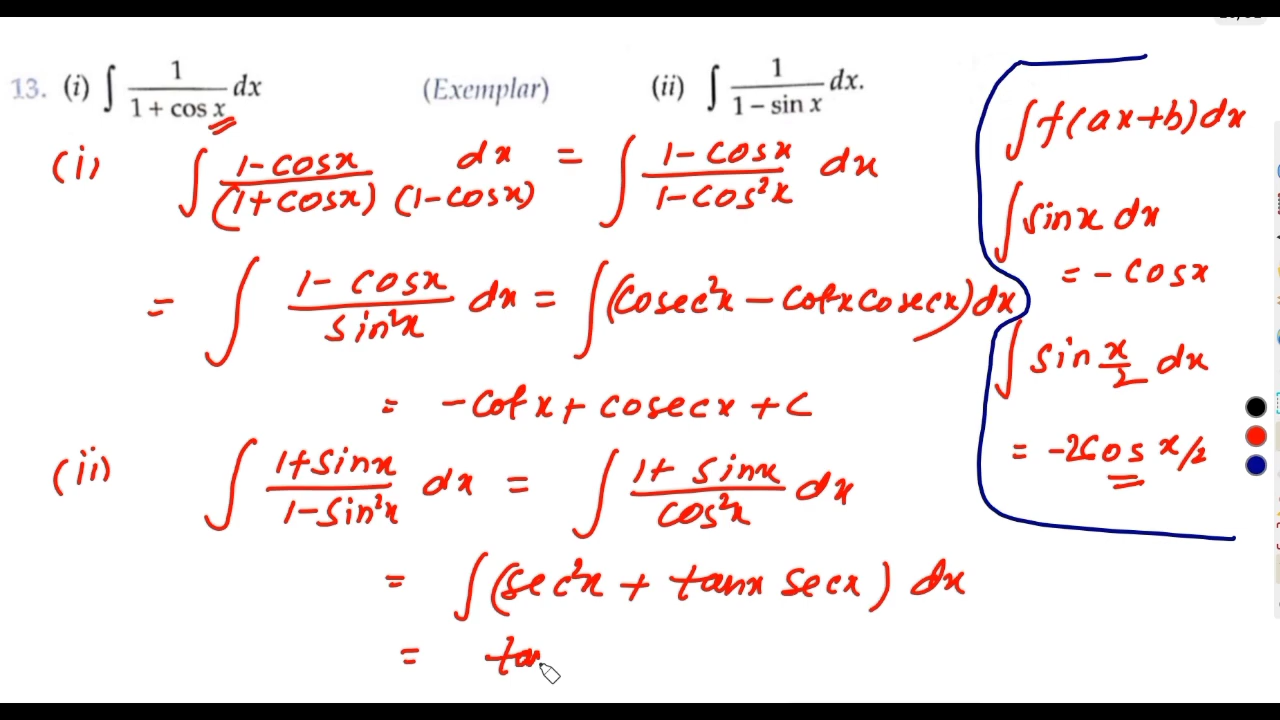 13. (i) ∫ 1/(1 + cos x) dx (Exemplar) (ii) ∫ 1/(1 − sin x) dx.
(i) ∫ (1-cosx)/((1+cosx)(1-cosx)) dx = ∫ (1-cosx)/(1-cos²x) dx
= ∫ (1-cosx)/(sin²x) dx = ∫(cosec²x - cotx cosecx)dx
= -cotx + cosecx + c
(ii) ∫ (1+sinx)/(1-sin²x) dx = ∫ (1+sinx)/(cos²x) dx
= ∫(sec²x + tanx secx) dx
= tan
∫f(ax+b)dx
∫sinx dx
= -cosx
∫sin x/2 dx
= -2cos x/2